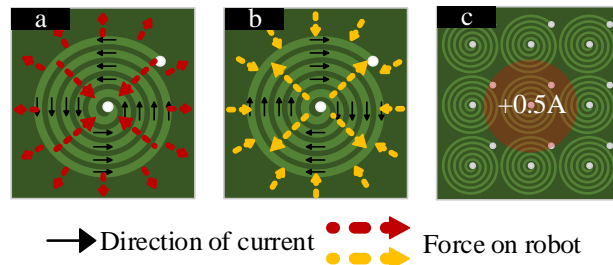 a
b
c
+0.5A
Direction of current
Force on robot